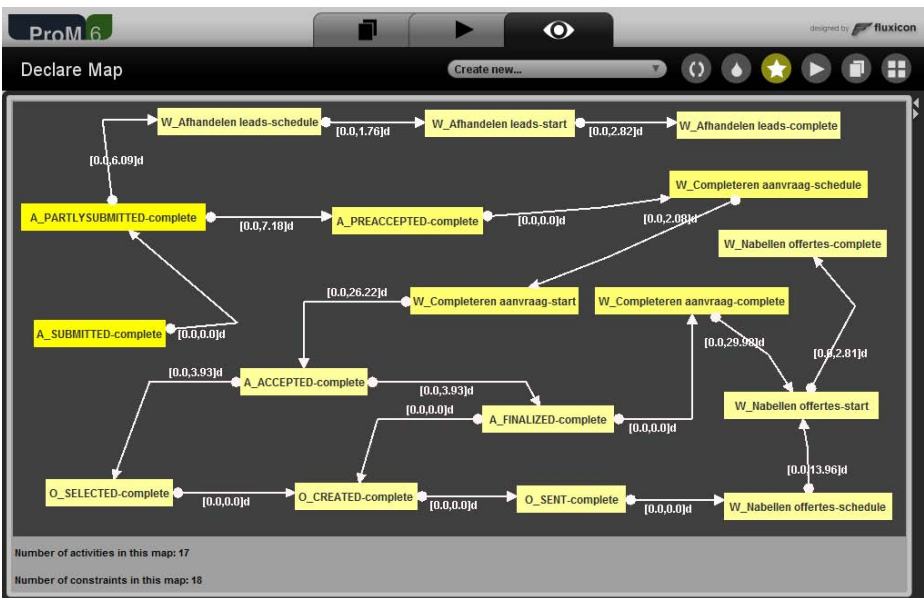 ProM 6
designed by fluxicon
Declare Map
Create new...
W_Afhandelen leads-schedule
[0.0,1.76]d
W_Afhandelen leads-start
[0.0,2.82]d
W_Afhandelen leads-complete
[0.0,6.09]d
W_Completeren aanvraag-schedule
A_PARTLYSUBMITTED-complete
[0.0,7.18]d
A_PREACCEPTED-complete
[0.0,0.0]d
[0.0,2.08]d
W_Nabellen offertes-complete
[0.0,26.22]d
W_Completeren aanvraag-start
W_Completeren aanvraag-complete
A_SUBMITTED-complete
[0.0,0.0]d
[0.0,29.98]d
[0.0,2.81]d
[0.0,3.93]d
A_ACCEPTED-complete
[0.0,3.93]d
[0.0,0.0]d
A_FINALIZED-complete
[0.0,0.0]d
W_Nabellen offertes-start
[0.0,13.96]d
O_SELECTED-complete
[0.0,0.0]d
O_CREATED-complete
[0.0,0.0]d
O_SENT-complete
[0.0,0.0]d
W_Nabellen offertes-schedule
Number of activities in this map: 17
Number of constraints in this map: 18